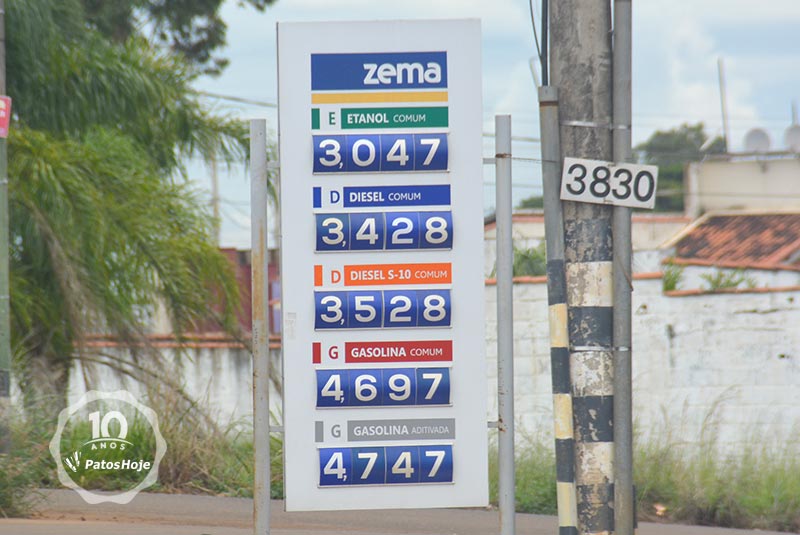 zema
E ETANOL COMUM
3,047
D DIESEL COMUM
3,428
D DIESEL S-10 COMUM
3,528
G GASOLINA COMUM
4,697
G GASOLINA ADITIVADA
4,747
3830
10
ANOS
PatosHoje